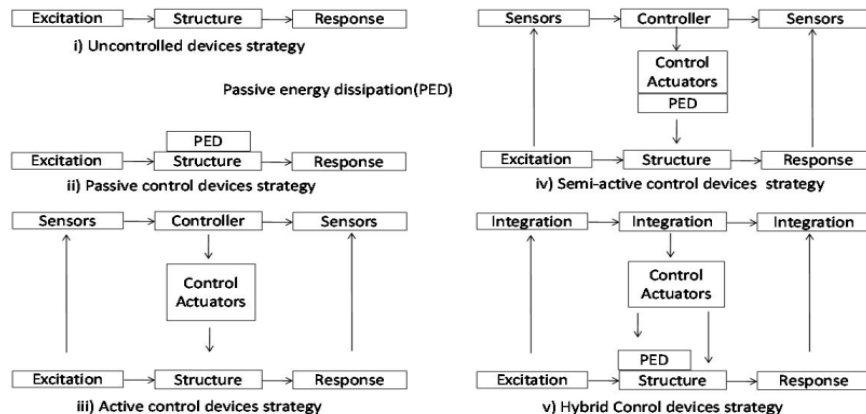 Excitation
Structure
Response
i) Uncontrolled devices strategy
Passive energy dissipation(PED)
PED
Excitation
Structure
Response
ii) Passive control devices strategy
Sensors
Controller
Sensors
Control
Actuators
Excitation
Structure
Response
iii) Active control devices strategy
Sensors
Controller
Sensors
Control
Actuators
PED
Excitation
Structure
Response
iv) Semi-active control devices strategy
Integration
Integration
Integration
Control
Actuators
PED
Excitation
Structure
Response
v) Hybrid Conrol devices strategy